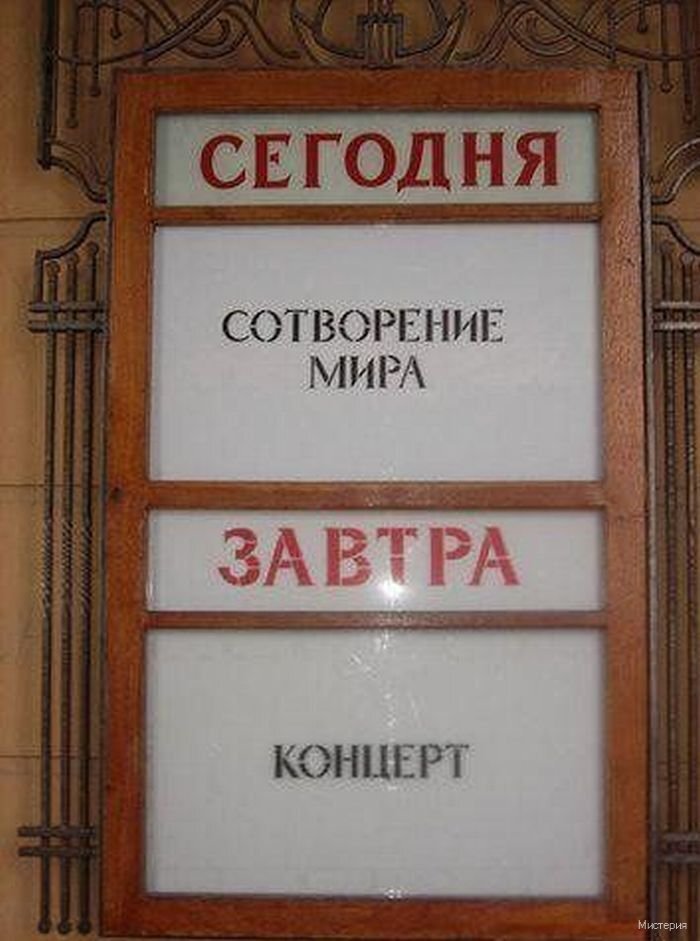 СЕГОДНЯ
СОТВОРЕНИЕ
МИРА
ЗАВТРА
КОНЦЕРТ
Мистерия